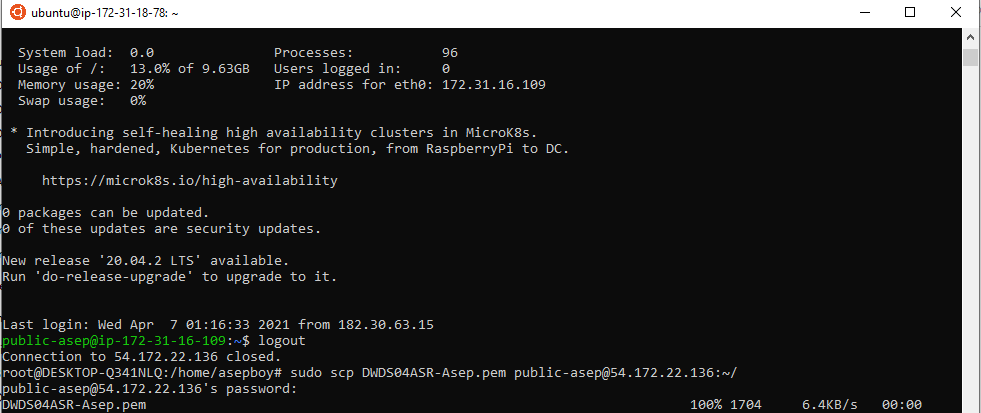 ubuntu@ip-172-31-18-78: ~
System load:  0.0               Processes:           96
Usage of /:   13.0% of 9.63GB   Users logged in:     0
Memory usage: 20%               IP address for eth0: 172.31.16.109
Swap usage:   0%
* Introducing self-healing high availability clusters in MicroK8s.
Simple, hardened, Kubernetes for production, from RaspberryPi to DC.
https://microk8s.io/high-availability
0 packages can be updated.
0 of these updates are security updates.
New release '20.04.2 LTS' available.
Run 'do-release-upgrade' to upgrade to it.
Last login: Wed Apr  7 01:16:33 2021 from 182.30.63.15
public-asep@ip-172-31-16-109:~$ logout
Connection to 54.172.22.136 closed.
root@DESKTOP-Q341NLQ:/home/asepboy# sudo scp DWDS04ASR-Asep.pem public-asep@54.172.22.136:~/
public-asep@54.172.22.136's password:
DWDS04ASR-Asep.pem                                                                    100% 1704     6.4KB/s   00:00